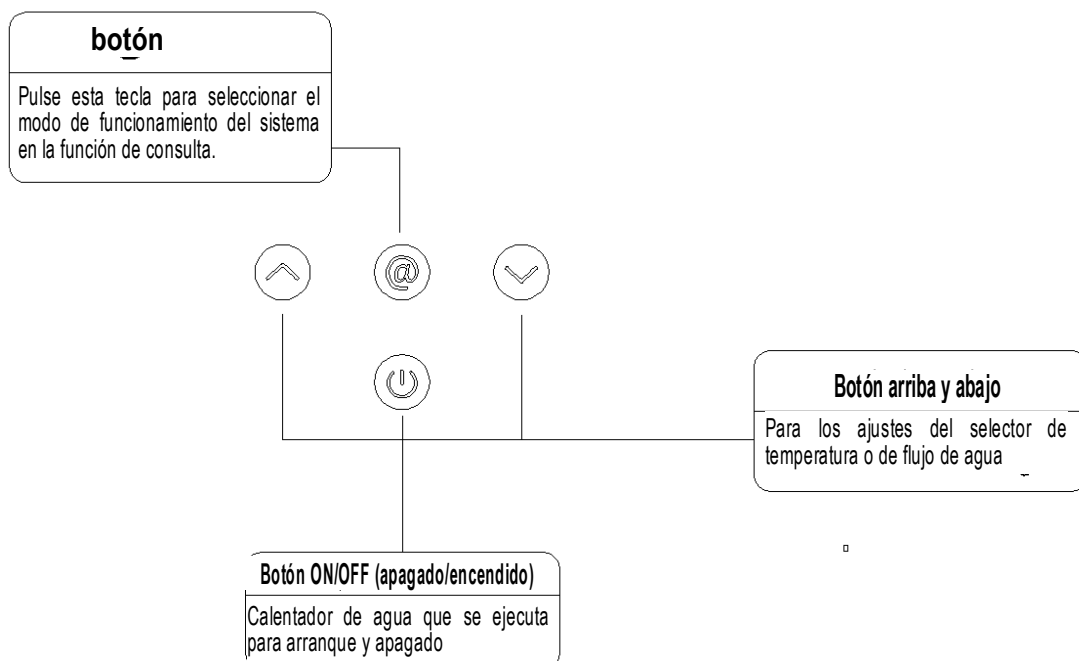 botón
Pulse esta tecla para seleccionar el
modo de funcionamiento del sistema
en la función de consulta.
@
Botón arriba y abajo
Para los ajustes del selector de
temperatura o de flujo de agua
Botón ON/OFF (apagado/encendido)
Calentador de agua que se ejecuta
para arranque y apagado